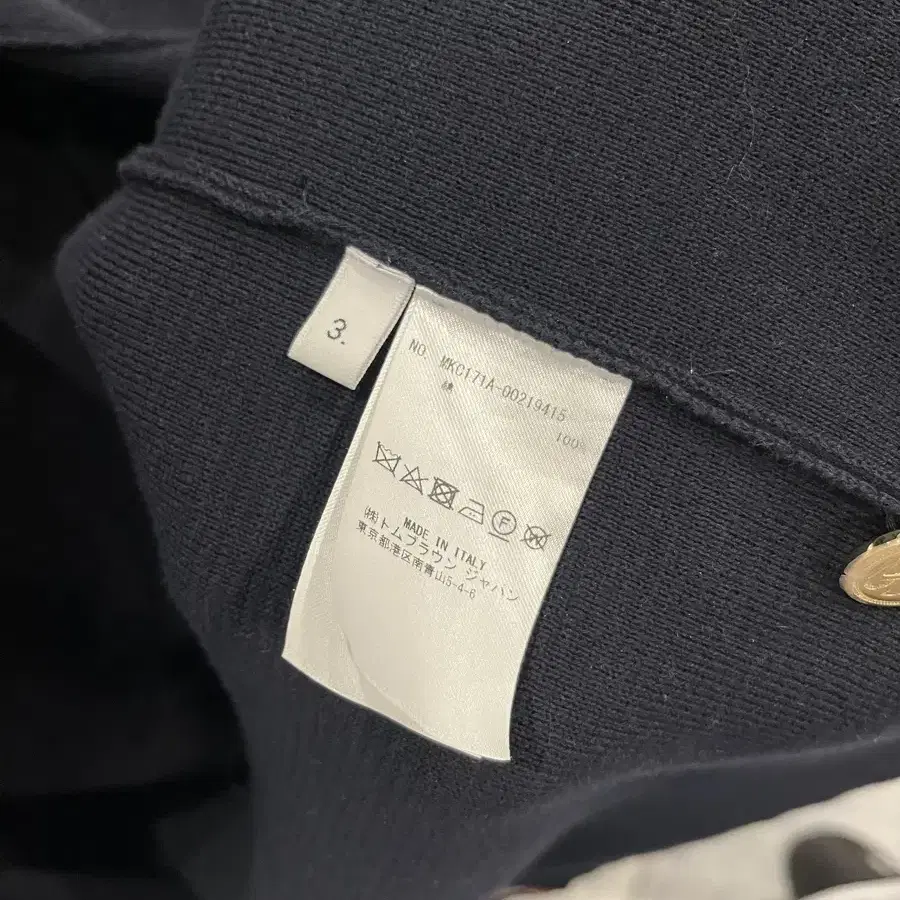 3.
NO. MKC171A-00219415
綿 100%
MADE IN ITALY
(株)トムブラウン ジャパン
東京都港区南青山5-4-6